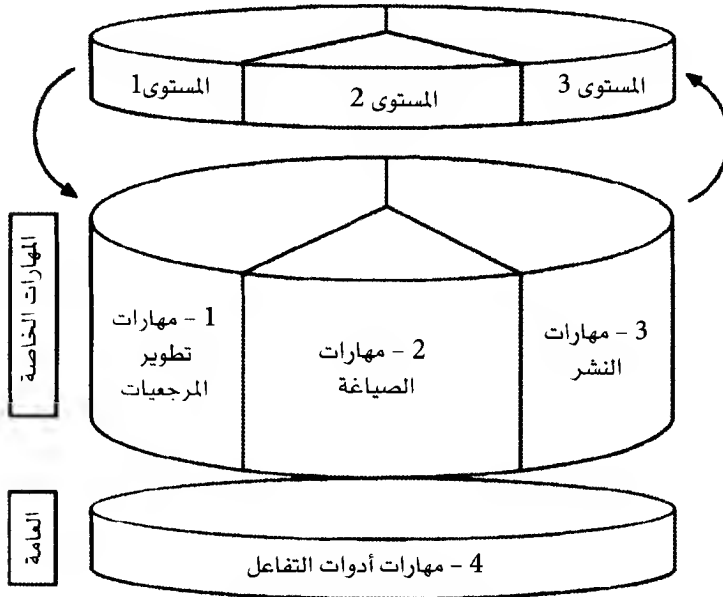 المستوى1
المستوى 2
المستوى 3
المهارات الخاصة
1 - مهارات
تطوير
المرجعيات
2 - مهارات
الصياغة
3 - مهارات
النشر
العامة
4 - مهارات أدوات التفاعل